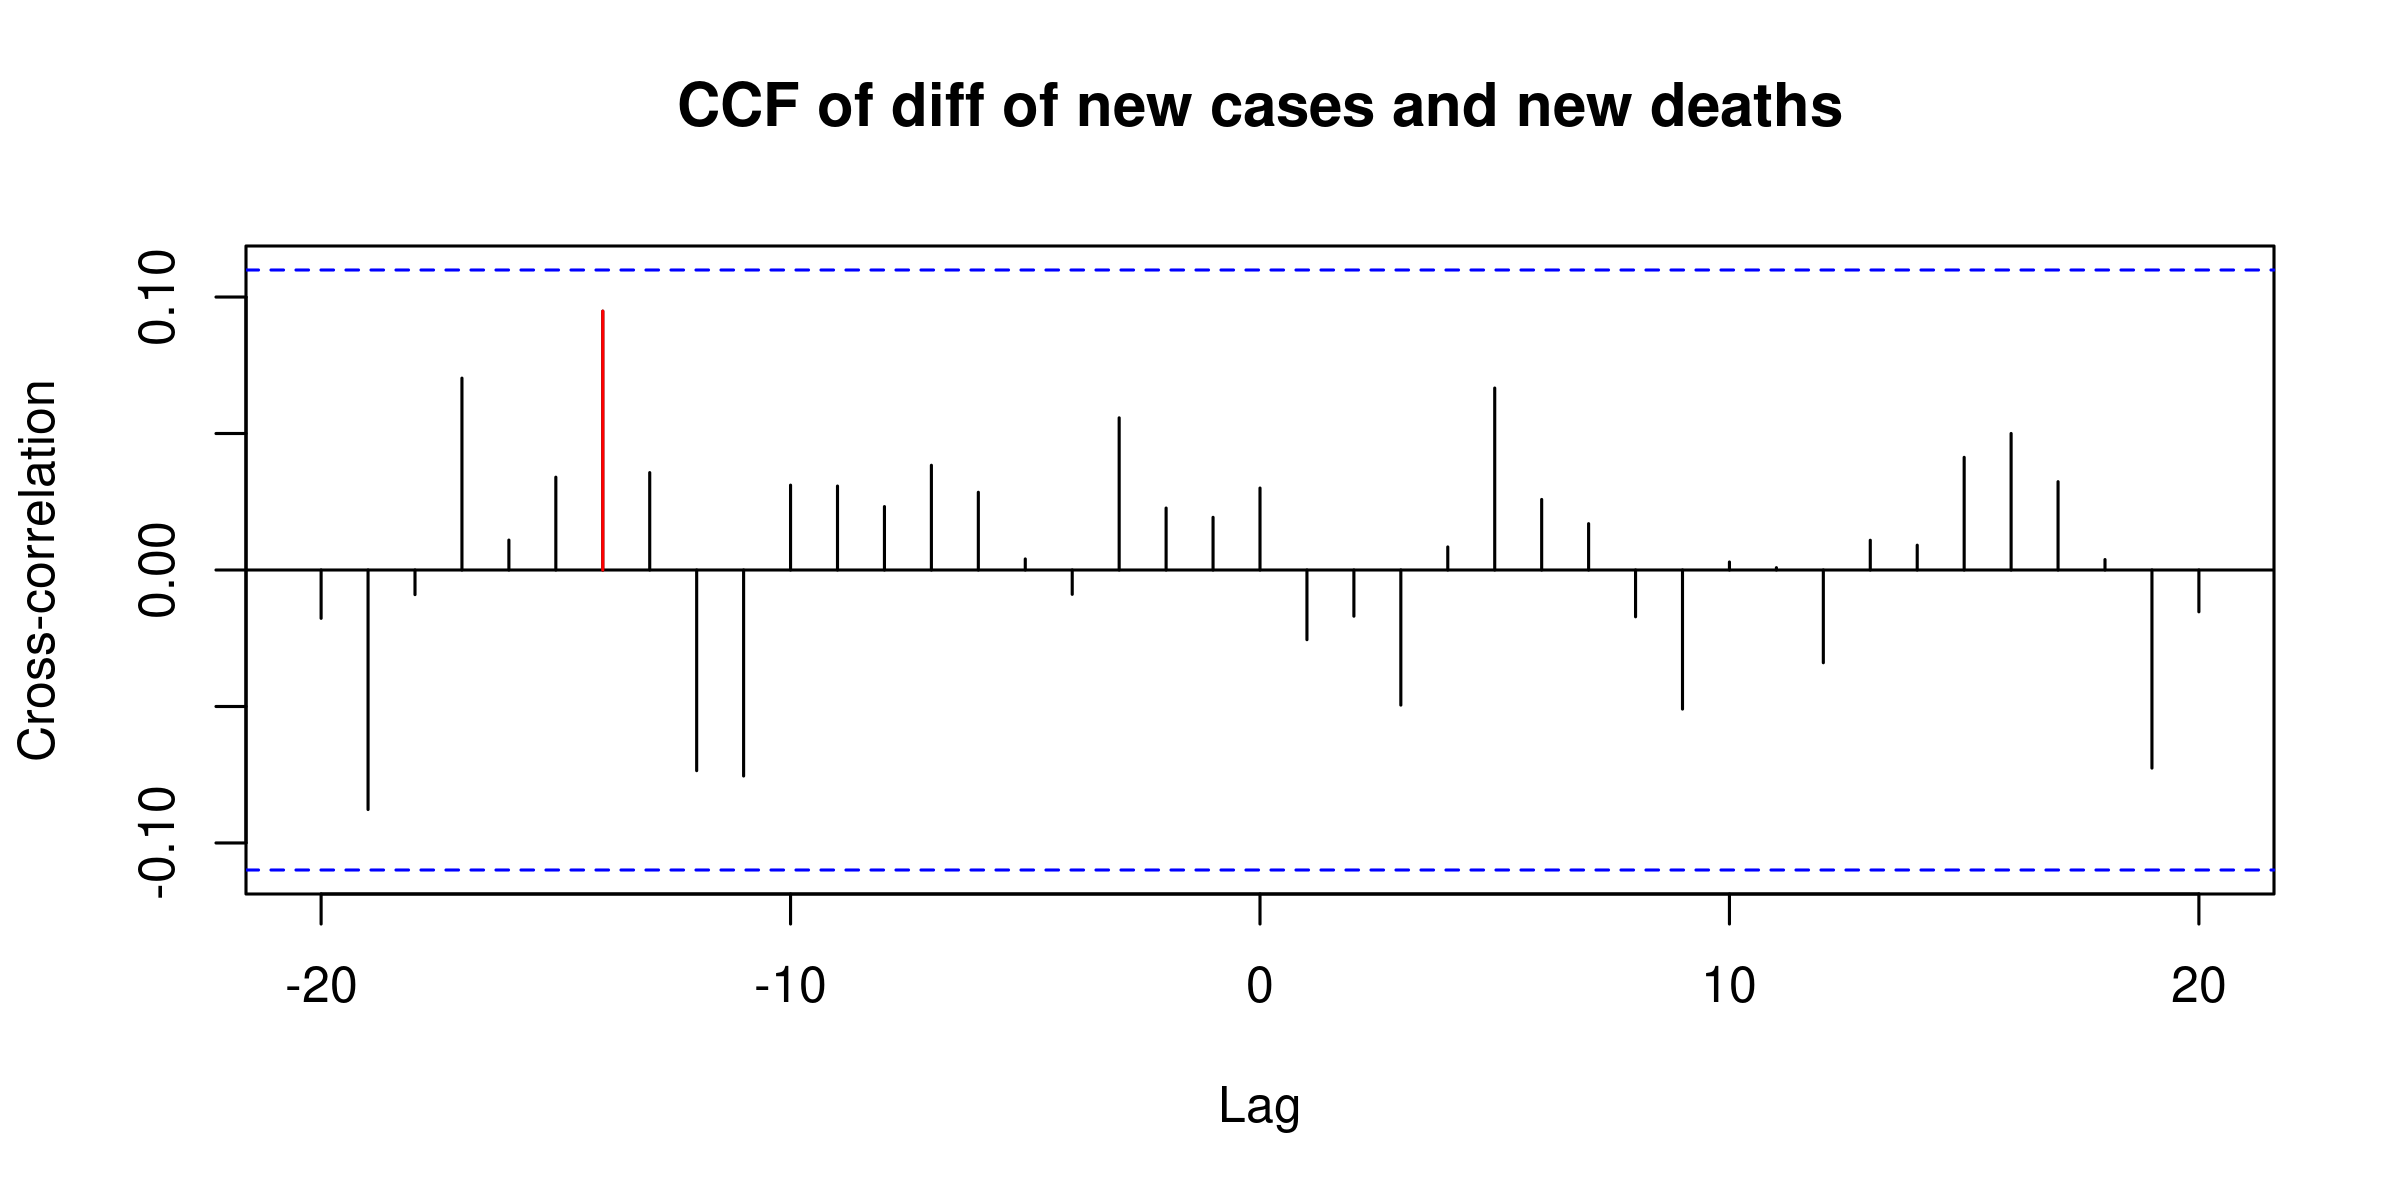 CCF of diff of new cases and new deaths
Cross-correlation
0.10
0.00
-0.10
-20 -10 0 10 20
Lag